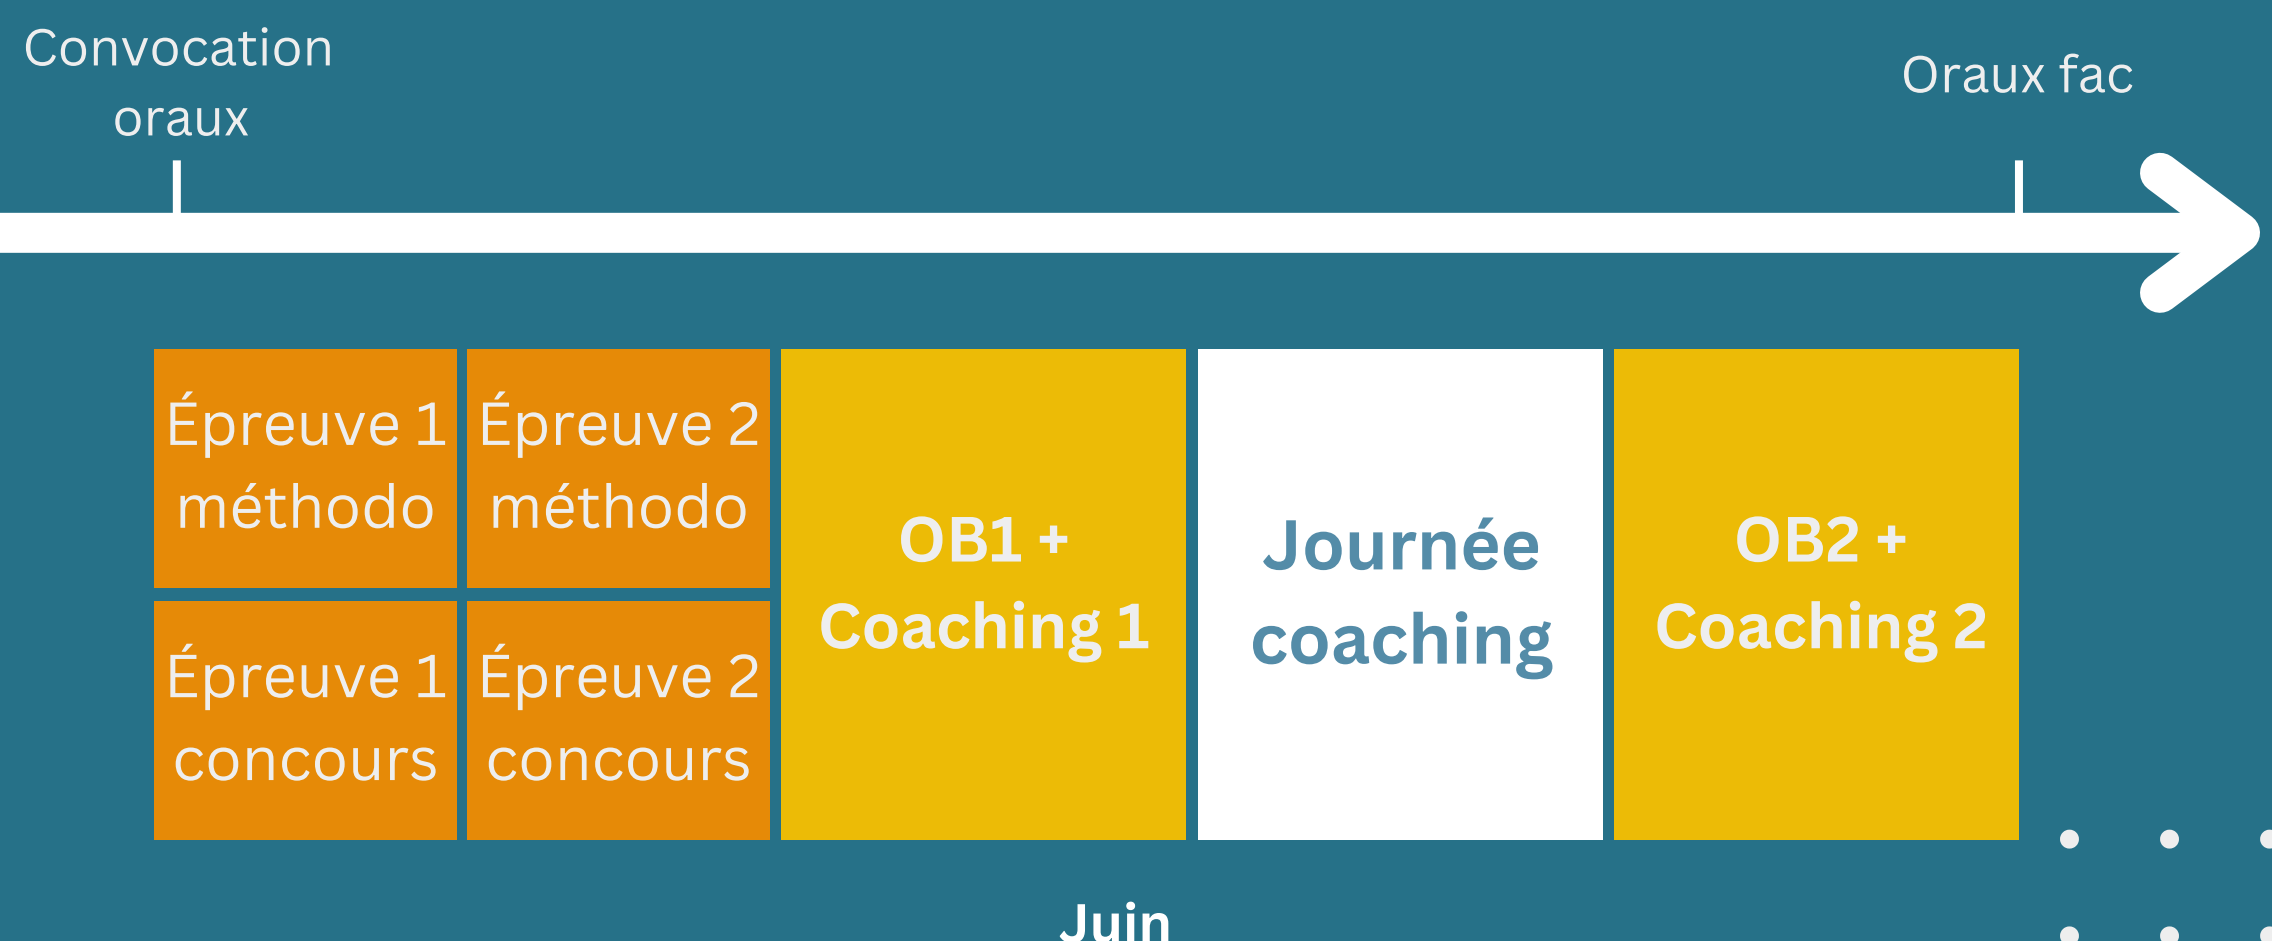 Convocation
oraux
Oraux fac
Épreuve 1
méthodo
Épreuve 2
méthodo
Épreuve 1
concours
Épreuve 2
concours
OB1 +
Coaching 1
Journée
coaching
OB2 +
Coaching 2
Juin